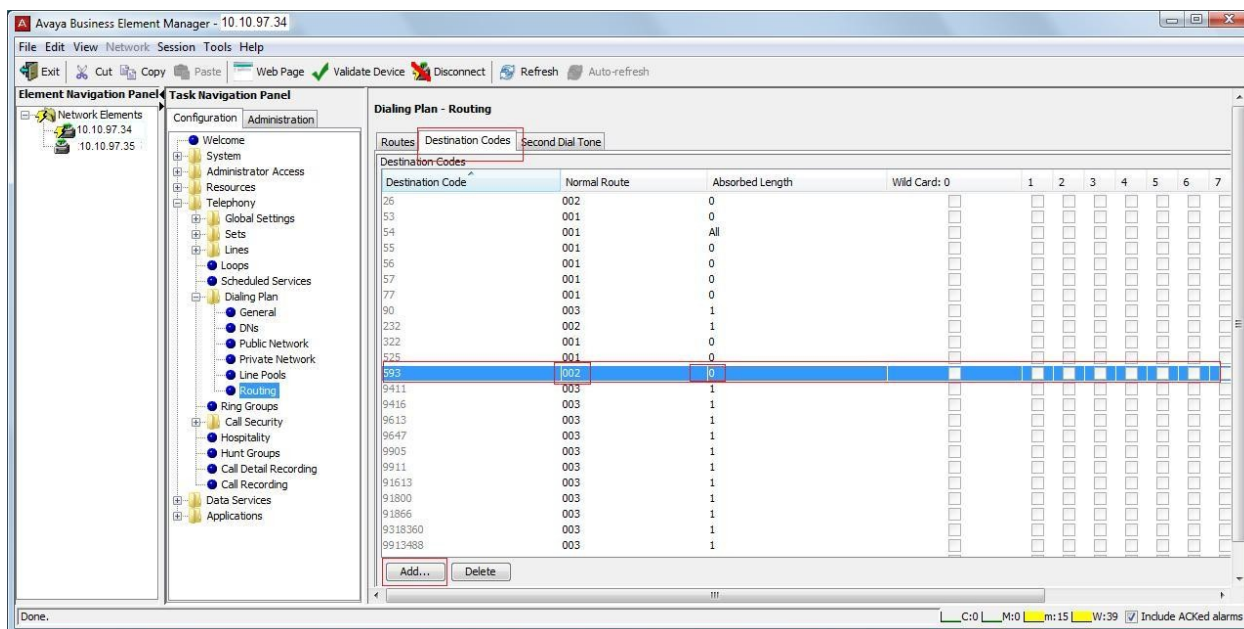 Avaya Business Element Manager - 10.10.97.34
File Edit View Network Session Tools Help
Exit Cut Copy Paste Web Page Validate Device Disconnect Refresh Auto-refresh
Element Navigation Panel
Network Elements
10.10.97.34
10.10.97.35
Task Navigation Panel
Configuration Administration
Welcome
System
Administrator Access
Resources
Telephony
Global Settings
Sets
Lines
Loops
Scheduled Services
Dialing Plan
General
DNs
Public Network
Private Network
Line Pools
Routing
Ring Groups
Call Security
Hospitality
Hunt Groups
Call Detail Recording
Call Recording
Data Services
Applications
Dialing Plan - Routing
Routes Destination Codes Second Dial Tone
Destination Codes
Destination Code Normal Route Absorbed Length Wild Card: 0 1 2 3 4 5 6 7
26 002 0
53 001 0
54 001 All
55 001 0
56 001 0
57 001 0
77 001 0
90 003 1
232 002 1
322 001 0
525 001 0
593 002 0
9411 003 1
9416 003 1
9613 003 1
9647 003 1
9905 003 1
9911 003 1
91613 003 1
91800 003 1
91866 003 1
9318360 003 1
9913488 003 1
Add... Delete
Done. C:0 M:0 m:15 W:39 Include ACKed alarms